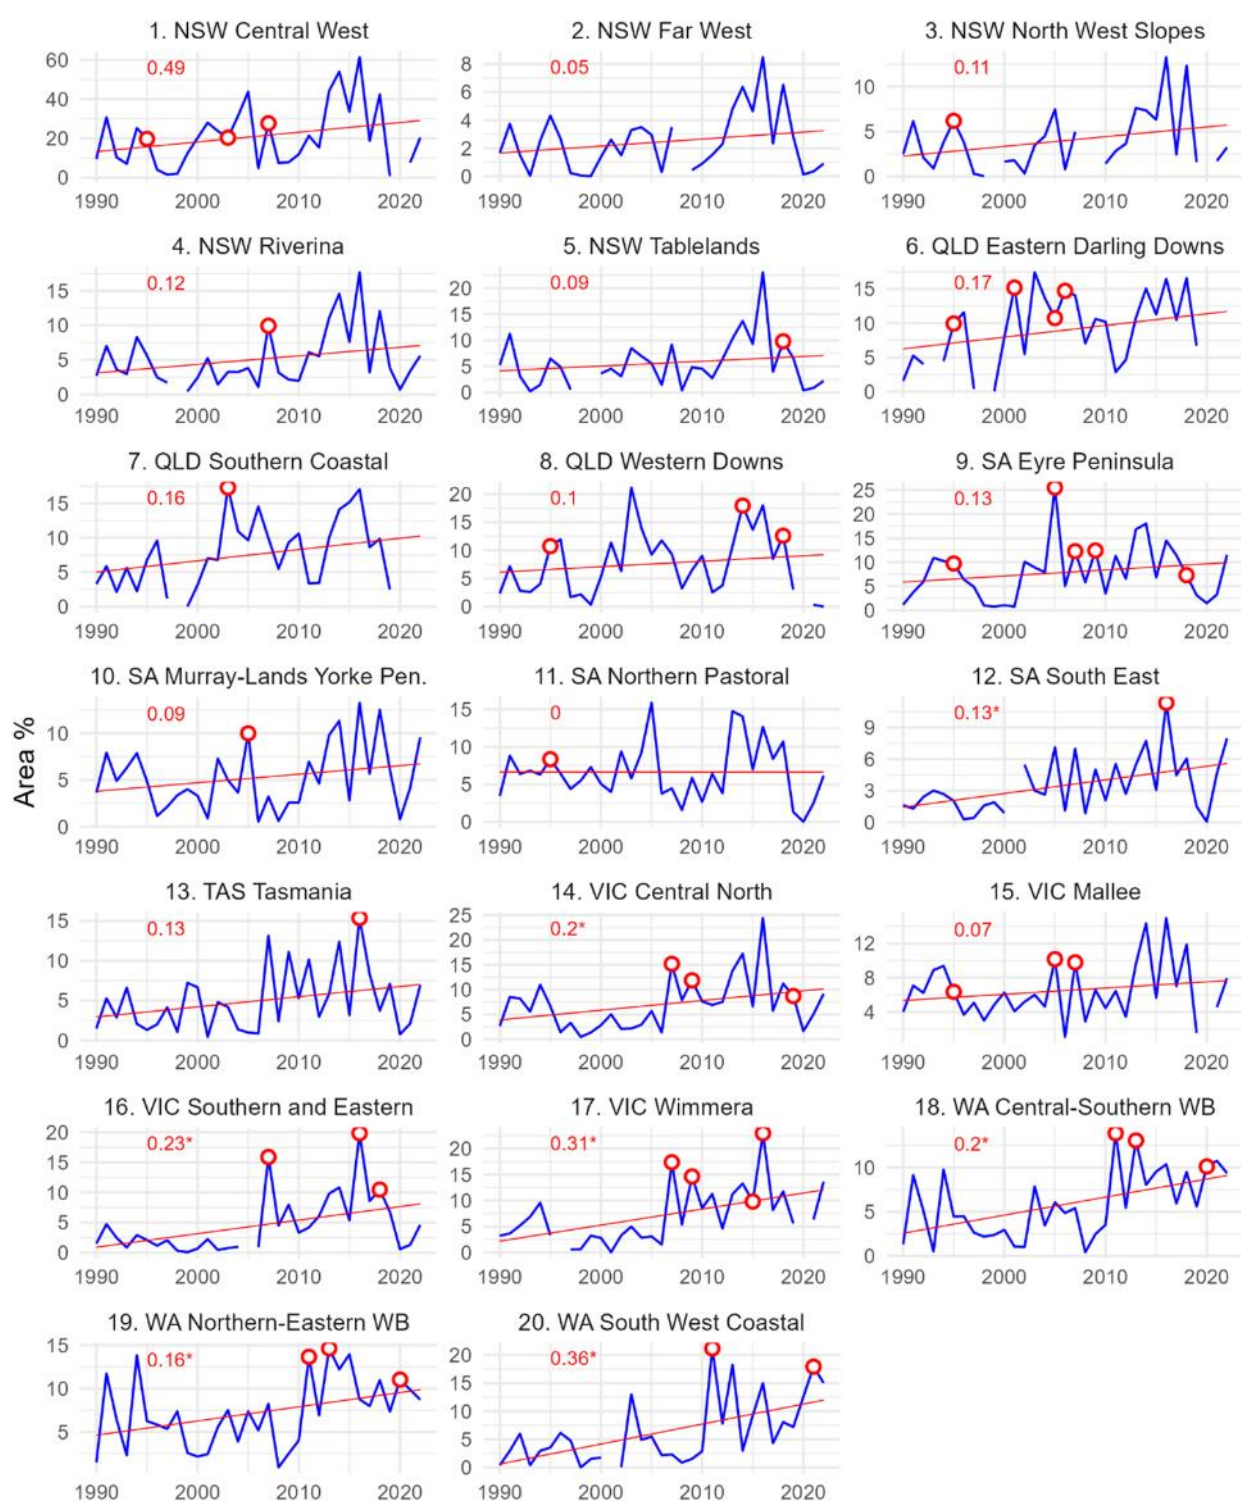 1. NSW Central West
2. NSW Far West
3. NSW North West Slopes
0.49
0.05
0.11
60
40
20
0
8
6
4
2
0
10
5
0
1990 2000 2010 2020
1990 2000 2010 2020
1990 2000 2010 2020
4. NSW Riverina
5. NSW Tablelands
6. QLD Eastern Darling Downs
0.12
0.09
0.17
15
10
5
0
20
15
10
5
0
15
10
5
0
1990 2000 2010 2020
1990 2000 2010 2020
1990 2000 2010 2020
7. QLD Southern Coastal
8. QLD Western Downs
9. SA Eyre Peninsula
0.16
0.1
0.13
15
10
5
0
20
15
10
5
0
25
20
15
10
5
0
1990 2000 2010 2020
1990 2000 2010 2020
1990 2000 2010 2020
Area %
10. SA Murray-Lands Yorke Pen.
11. SA Northern Pastoral
12. SA South East
0.09
0
0.13*
10
5
0
15
10
5
0
9
6
3
0
1990 2000 2010 2020
1990 2000 2010 2020
1990 2000 2010 2020
13. TAS Tasmania
14. VIC Central North
15. VIC Mallee
0.13
0.2*
0.07
15
10
5
0
25
20
15
10
5
0
12
8
4
1990 2000 2010 2020
1990 2000 2010 2020
1990 2000 2010 2020
16. VIC Southern and Eastern
17. VIC Wimmera
18. WA Central-Southern WB
0.23*
0.31*
0.2*
20
15
10
5
0
20
15
10
5
0
10
5
0
1990 2000 2010 2020
1990 2000 2010 2020
1990 2000 2010 2020
19. WA Northern-Eastern WB
20. WA South West Coastal
0.16*
0.36*
15
10
5
20
15
10
5
0
1990 2000 2010 2020
1990 2000 2010 2020